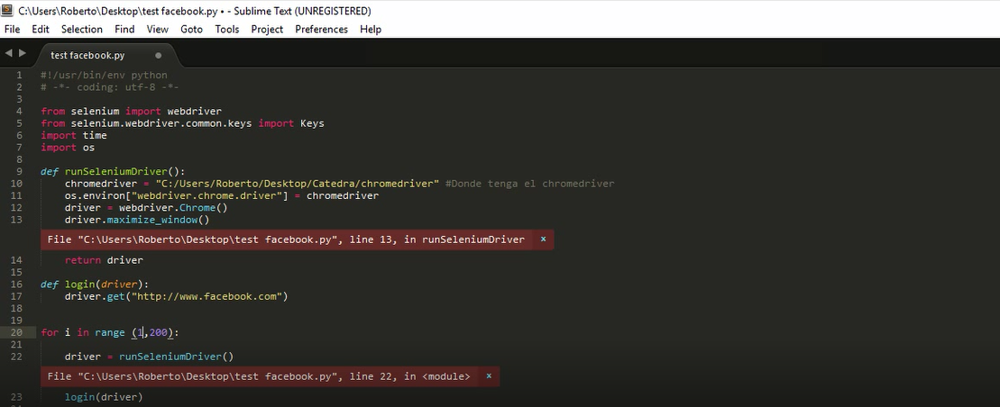 C:\Users\Roberto\Desktop\test facebook.py • - Sublime Text (UNREGISTERED)
File Edit Selection Find View Goto Tools Project Preferences Help
test facebook.py
1 #!/usr/bin/env python
2 # -*- coding: utf-8 -*-
3
4 from selenium import webdriver
5 from selenium.webdriver.common.keys import Keys
6 import time
7 import os
8
9 def runSeleniumDriver():
10 chromedriver = "C:/Users/Roberto/Desktop/Catedra/chromedriver" #Donde tenga el chromedriver
11 os.environ["webdriver.chrome.driver"] = chromedriver
12 driver = webdriver.Chrome()
13 driver.maximize_window()
File "C:\Users\Roberto\Desktop\test facebook.py", line 13, in runSeleniumDriver ×
14 return driver
15
16 def login(driver):
17 driver.get("http://www.facebook.com")
18
19
20 for i in range (1,200):
21
22 driver = runSeleniumDriver()
File "C:\Users\Roberto\Desktop\test facebook.py", line 22, in <module> ×
23 login(driver)